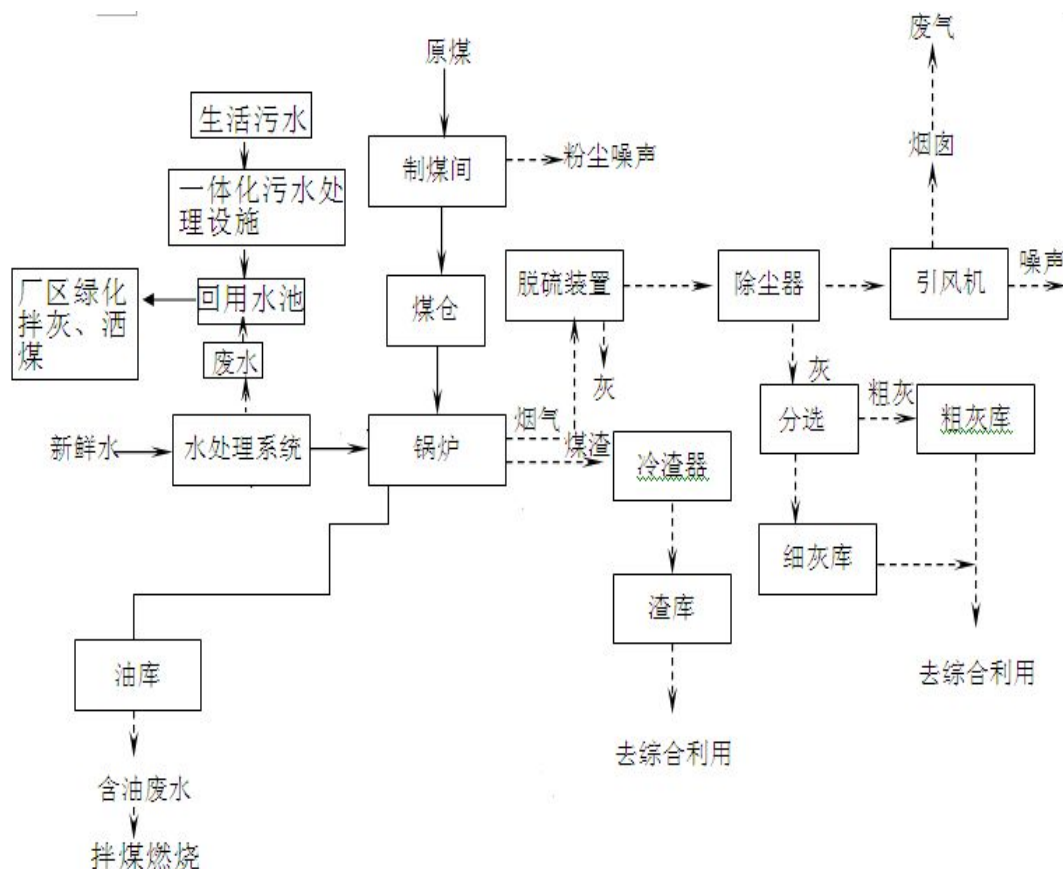 废气
原煤
生活污水
烟囱
制煤间
粉尘噪声
一体化污水处
理设施
厂区绿化
拌灰、洒
煤
回用水池
煤仓
脱硫装置
除尘器
引风机
噪声
废水
灰
灰
粗灰
分选
粗灰库
新鲜水
水处理系统
锅炉
烟气
煤渣
冷渣器
细灰库
渣库
油库
去综合利用
去综合利用
含油废水
拌煤燃烧